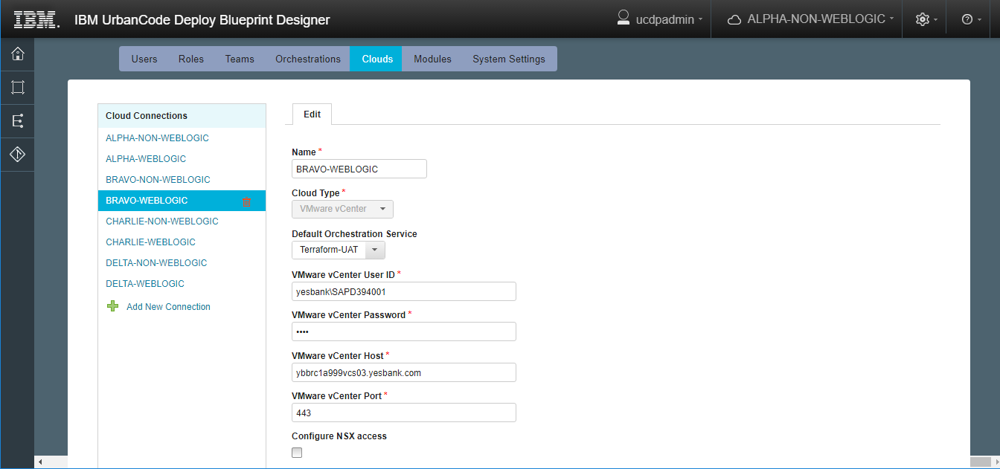 IBM. IBM UrbanCode Deploy Blueprint Designer ucdpadmin ALPHA-NON-WEBLOGIC
Users Roles Teams Orchestrations Clouds Modules System Settings
Cloud Connections
ALPHA-NON-WEBLOGIC
ALPHA-WEBLOGIC
BRAVO-NON-WEBLOGIC
BRAVO-WEBLOGIC
CHARLIE-NON-WEBLOGIC
CHARLIE-WEBLOGIC
DELTA-NON-WEBLOGIC
DELTA-WEBLOGIC
Add New Connection
Edit
Name *
BRAVO-WEBLOGIC
Cloud Type *
VMware vCenter
Default Orchestration Service
Terraform-UAT
VMware vCenter User ID *
yesbank\SAPD394001
VMware vCenter Password *
••••
VMware vCenter Host *
ybbrc1a999vcs03.yesbank.com
VMware vCenter Port *
443
Configure NSX access